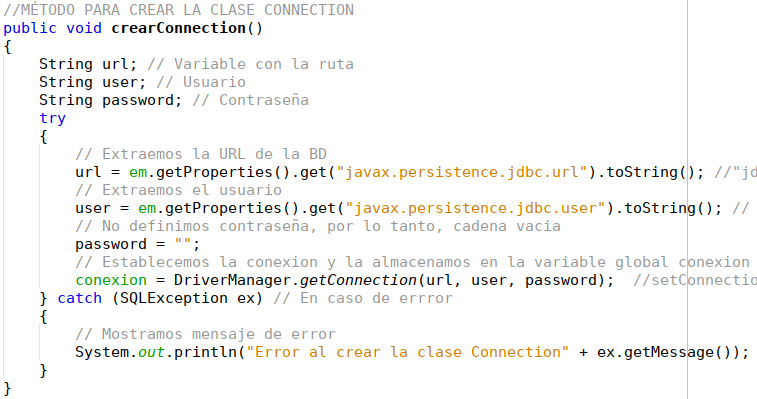 //MÉTODO PARA CREAR LA CLASE CONNECTION
public void crearConnection()
{
    String url; // Variable con la ruta
    String user; // Usuario
    String password; // Contraseña
    try
    {
        // Extraemos la URL de la BD
        url = em.getProperties().get("javax.persistence.jdbc.url").toString(); //"jd
        // Extraemos el usuario
        user = em.getProperties().get("javax.persistence.jdbc.user").toString(); //
        // No definimos contraseña, por lo tanto, cadena vacia
        password = "";
        // Establecemos la conexion y la almacenamos en la variable global conexion
        conexion = DriverManager.getConnection(url, user, password);  //setConnectio
    } catch (SQLException ex) // En caso de errror
    {
        // Mostramos mensaje de error
        System.out.println("Error al crear la clase Connection" + ex.getMessage());
    }
}